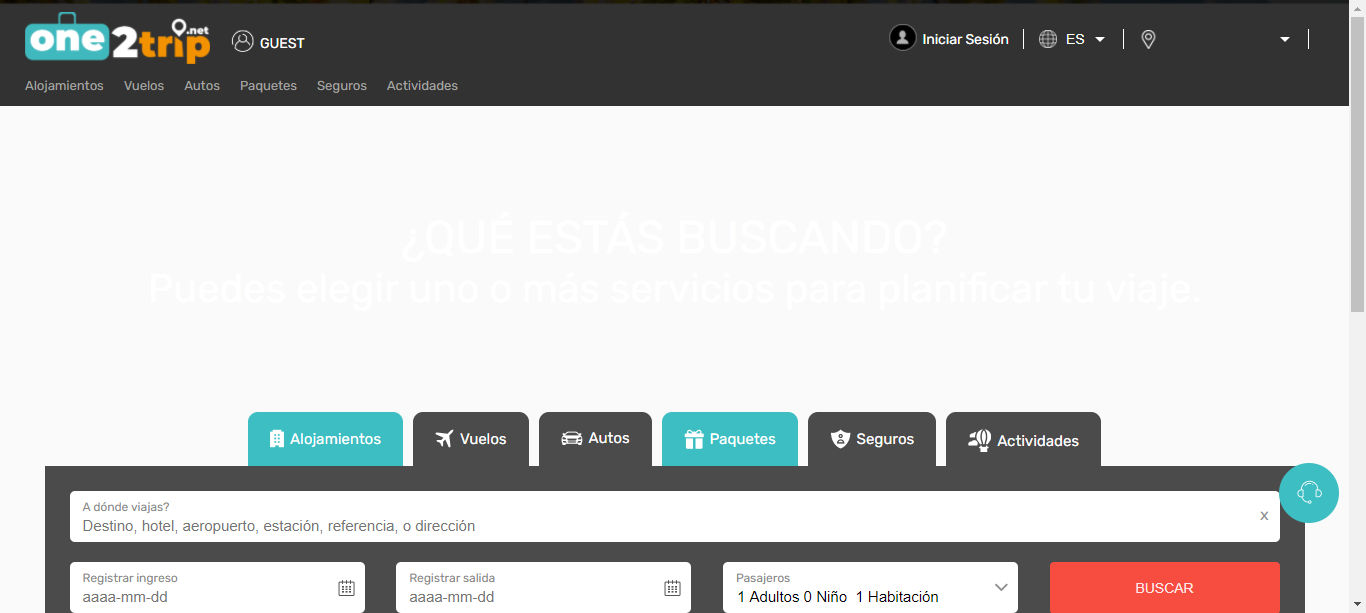 one2trip.net
GUEST
Iniciar Sesión
ES
Alojamientos Vuelos Autos Paquetes Seguros Actividades
¿QUÉ ESTÁS BUSCANDO?
Puedes elegir uno o más servicios para planificar tu viaje.
Alojamientos Vuelos Autos Paquetes Seguros Actividades
A dónde viajas?
Destino, hotel, aeropuerto, estación, referencia, o dirección
x
Registrar ingreso
aaaa-mm-dd
Registrar salida
aaaa-mm-dd
Pasajeros
1 Adultos 0 Niño 1 Habitación
BUSCAR